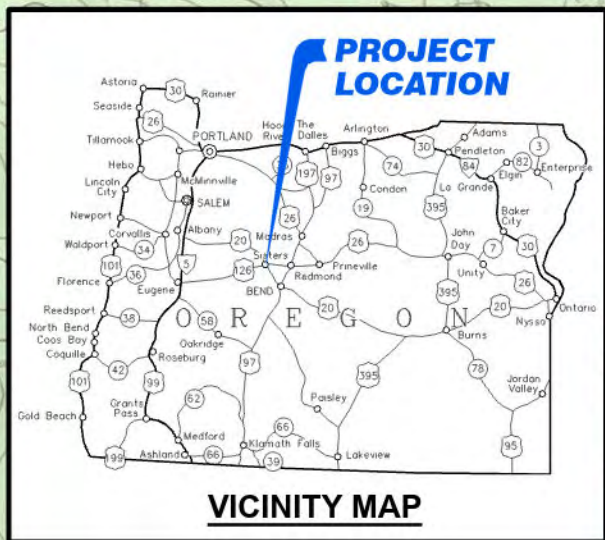 PROJECT
LOCATION
Astoria
30
Rainier
Seaside
26
Tillamook
PORTLAND
Hood
River
The
Dalles
Biggs
Arlington
30
Adams
Pendleton
84
3
82
Elgin
Enterprise
Hebo
McMinnville
197
97
74
La Grande
Lincoln
City
SALEM
Condon
19
395
Baker
City
Newport
Corvallis
Albany
20
Madras
26
26
John
Day
7
30
Waldport
34
Sisters
Prineville
Unity
26
101
36
5
126
Redmond
Florence
Eugene
BEND
395
20
Ontario
Nyssa
Reedsport
38
OREGON
58
20
Burns
North Bend
Coos Bay
Oakridge
Coquille
42
Roseburg
97
395
78
Jordan
Valley
101
99
Paisley
Gold Beach
Grants
Pass
62
95
Medford
66
Klamath Falls
199
Ashland
66
39
Lakeview
VICINITY MAP